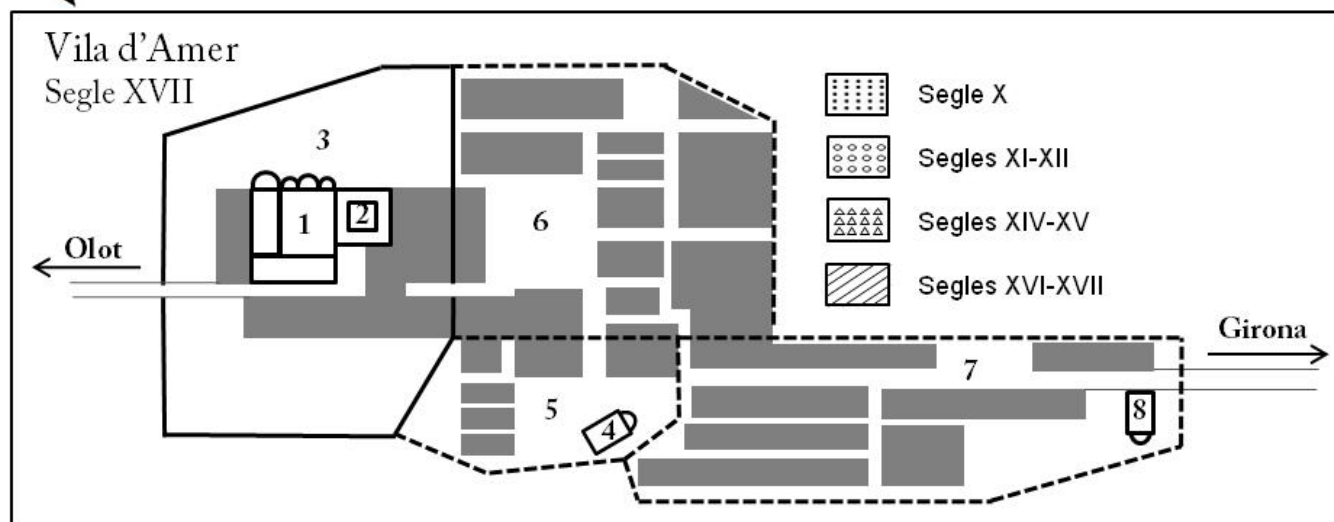 Vila d'Amer
Segle XVII
Segle X
Segles XI-XII
Segles XIV-XV
Segles XVI-XVII
3
1
2
6
Olot
Girona
7
5
4
8